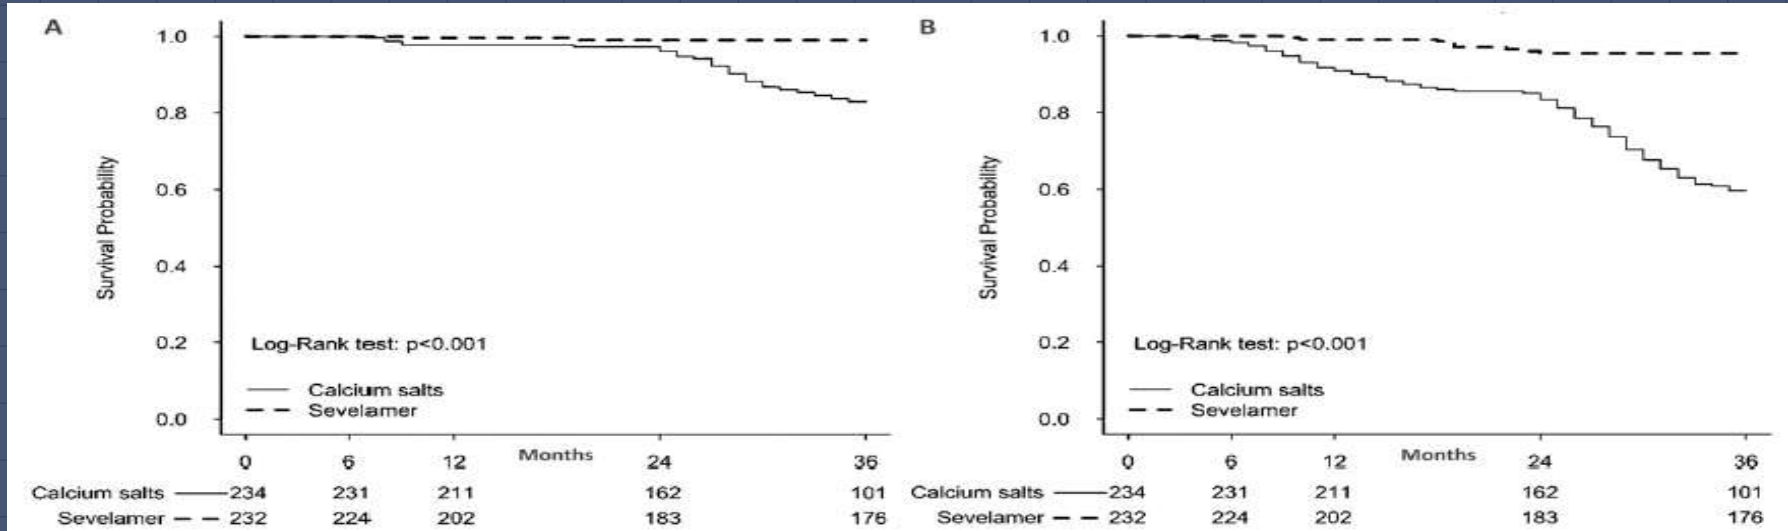 A
1.0
0.8
0.6
0.4
0.2
0.0
Survival Probability
Log-Rank test: p<0.001
Calcium salts
Sevelamer
0 6 12 Months 24 36
Calcium salts 234 231 211 162 101
Sevelamer 232 224 202 183 176
B
1.0
0.8
0.6
0.4
0.2
0.0
Survival Probability
Log-Rank test: p<0.001
Calcium salts
Sevelamer
0 6 12 Months 24 36
Calcium salts 234 231 211 162 101
Sevelamer 232 224 202 183 176